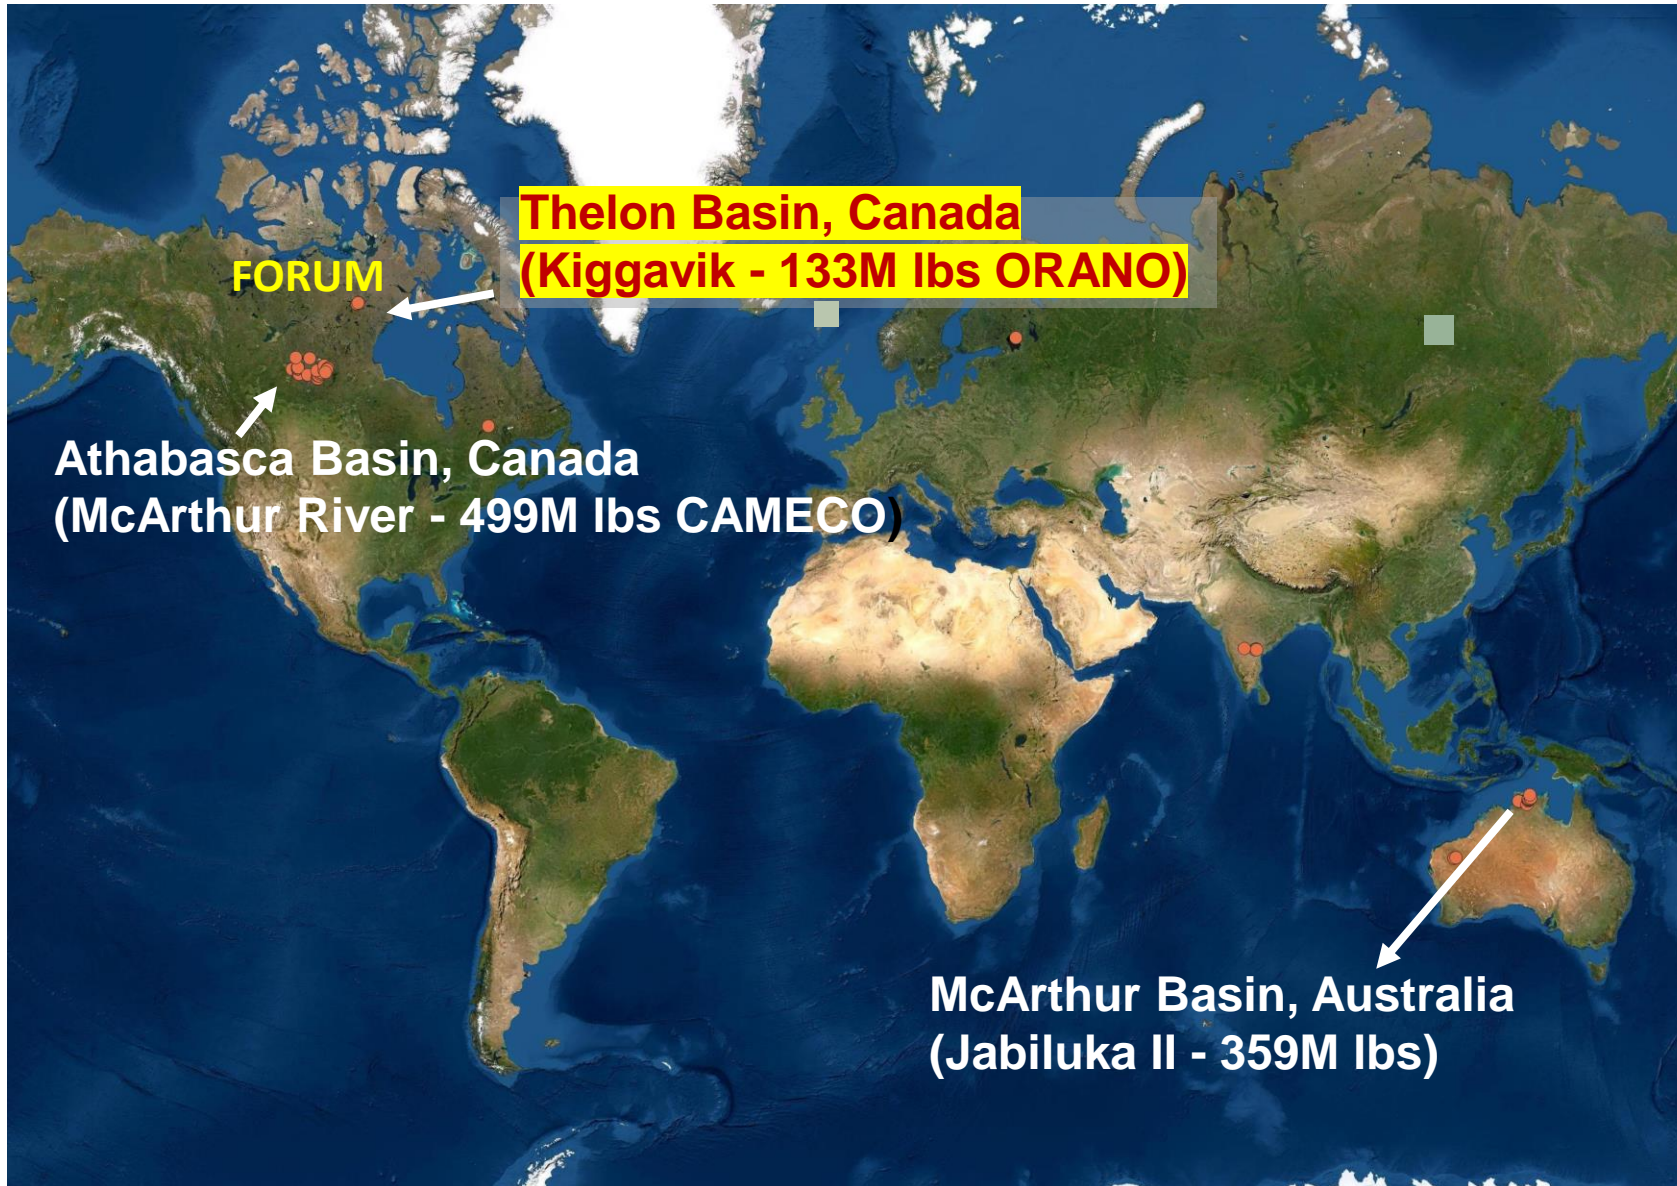 Thelon Basin, Canada
(Kiggavik - 133M lbs ORANO)
FORUM
Athabasca Basin, Canada
(McArthur River - 499M lbs CAMECO)
McArthur Basin, Australia
(Jabiluka II - 359M lbs)